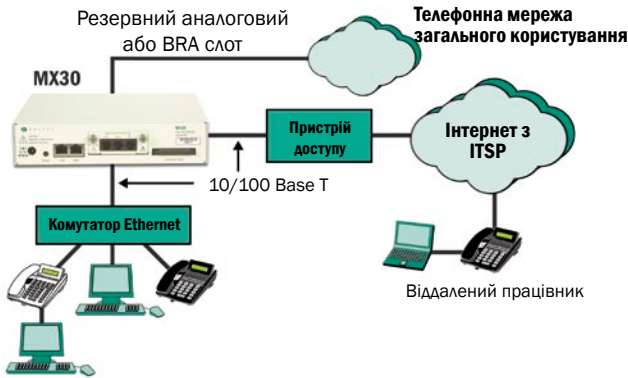 Резервний аналоговий
або BRA слот
Телефонна мережа
загального користування
MX30
Пристрій
доступу
Інтернет з
ITSP
10/100 Base T
Комутатор Ethernet
Віддалений працівник